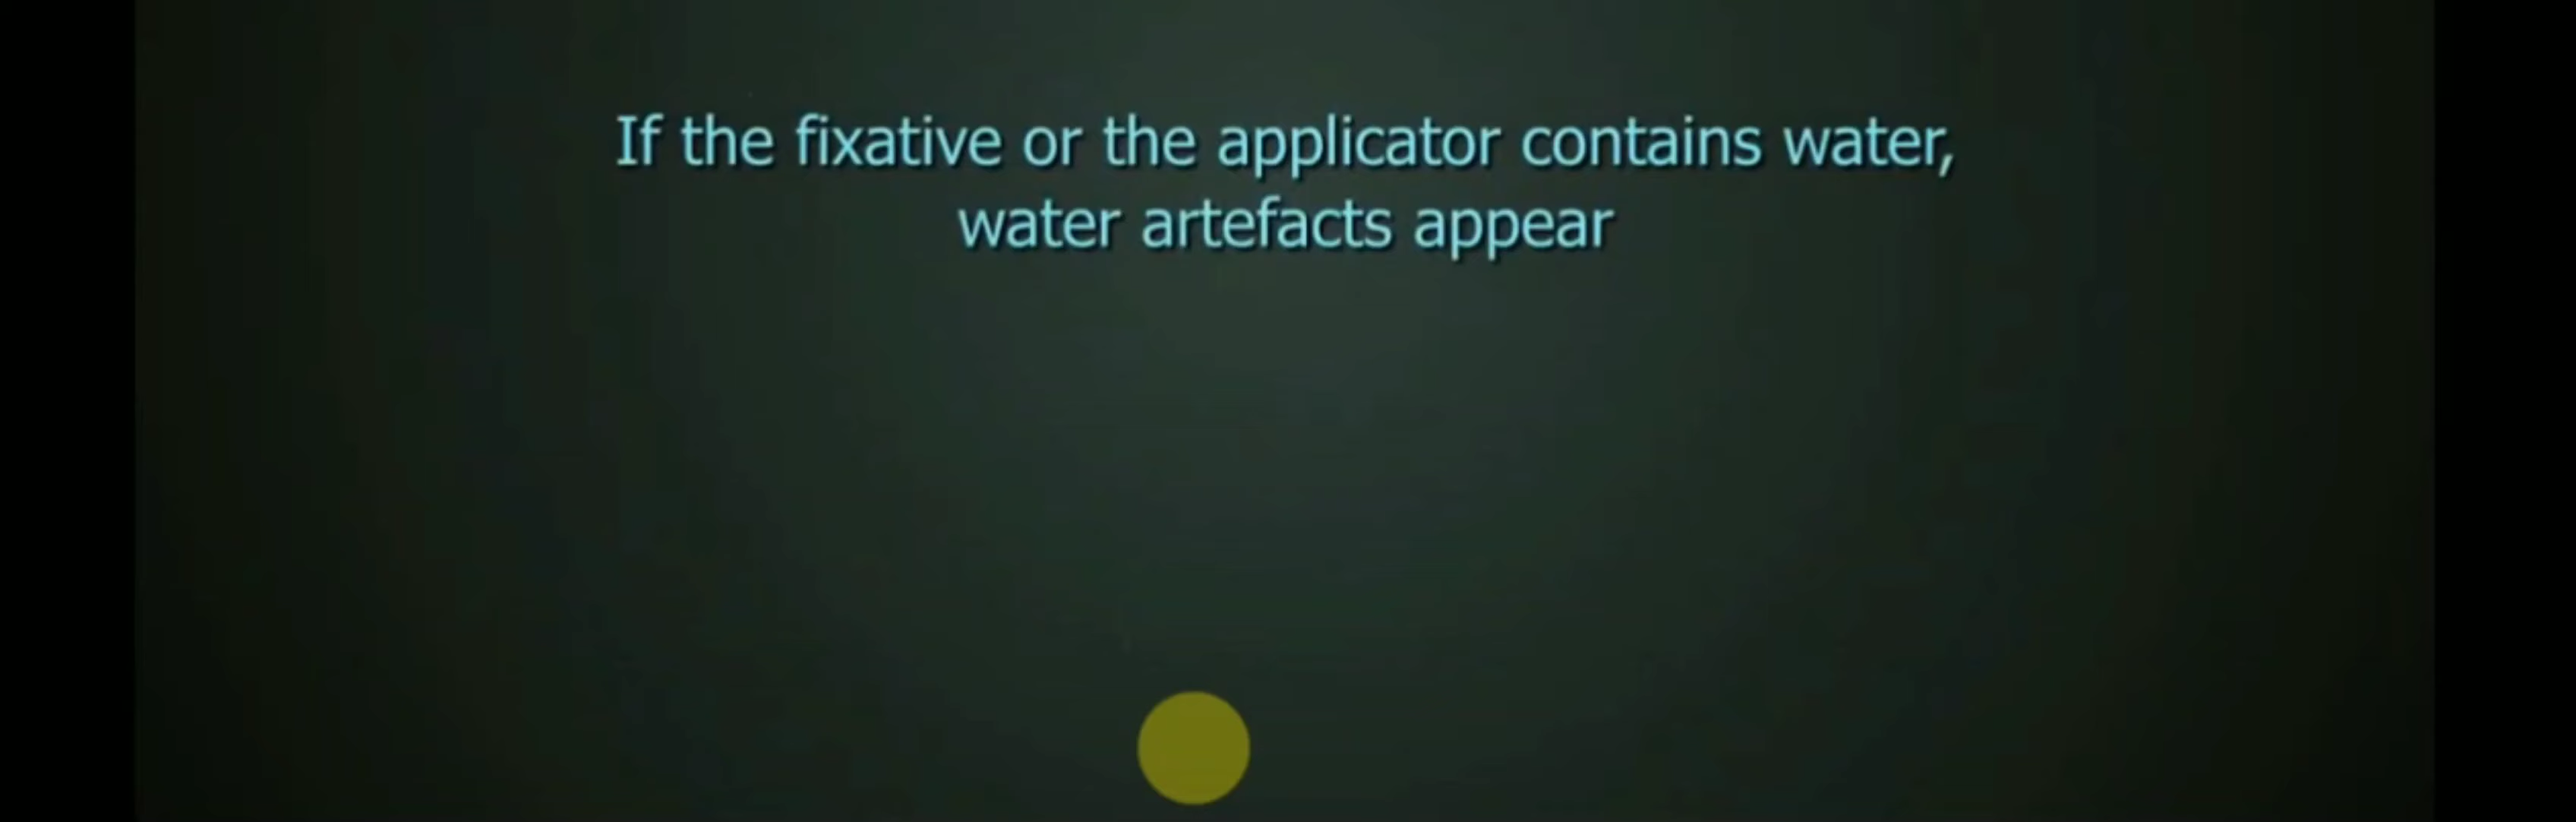 If the fixative or the applicator contains water,
water artefacts appear